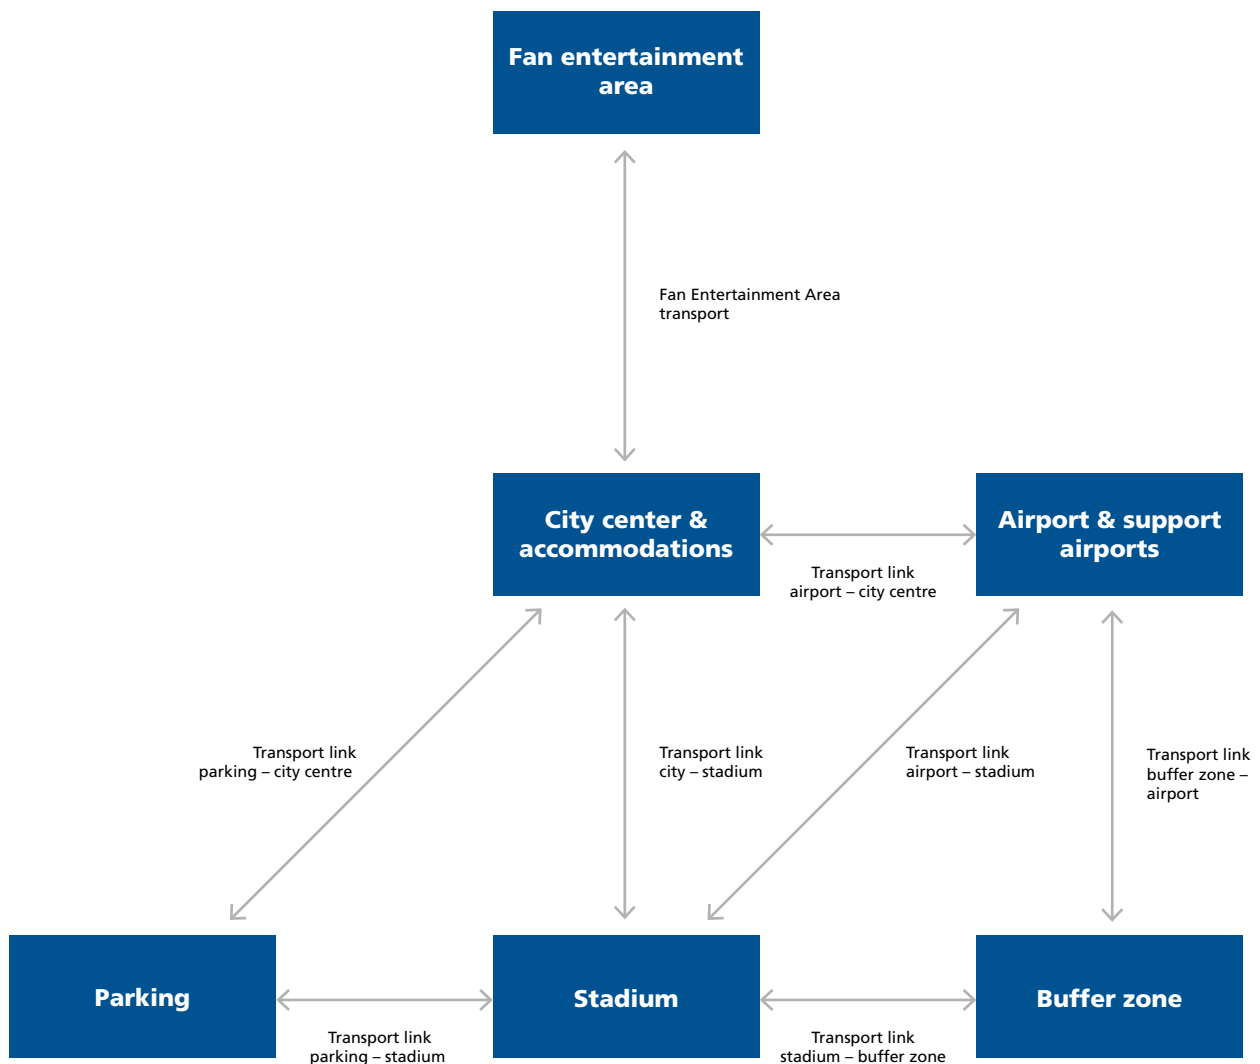 Fan entertainment
area
Fan Entertainment Area
transport
City center &
accommodations
Airport & support
airports
Transport link
airport – city centre
Transport link
parking – city centre
Transport link
city – stadium
Transport link
airport – stadium
Transport link
buffer zone –
airport
Parking
Stadium
Buffer zone
Transport link
parking – stadium
Transport link
stadium – buffer zone